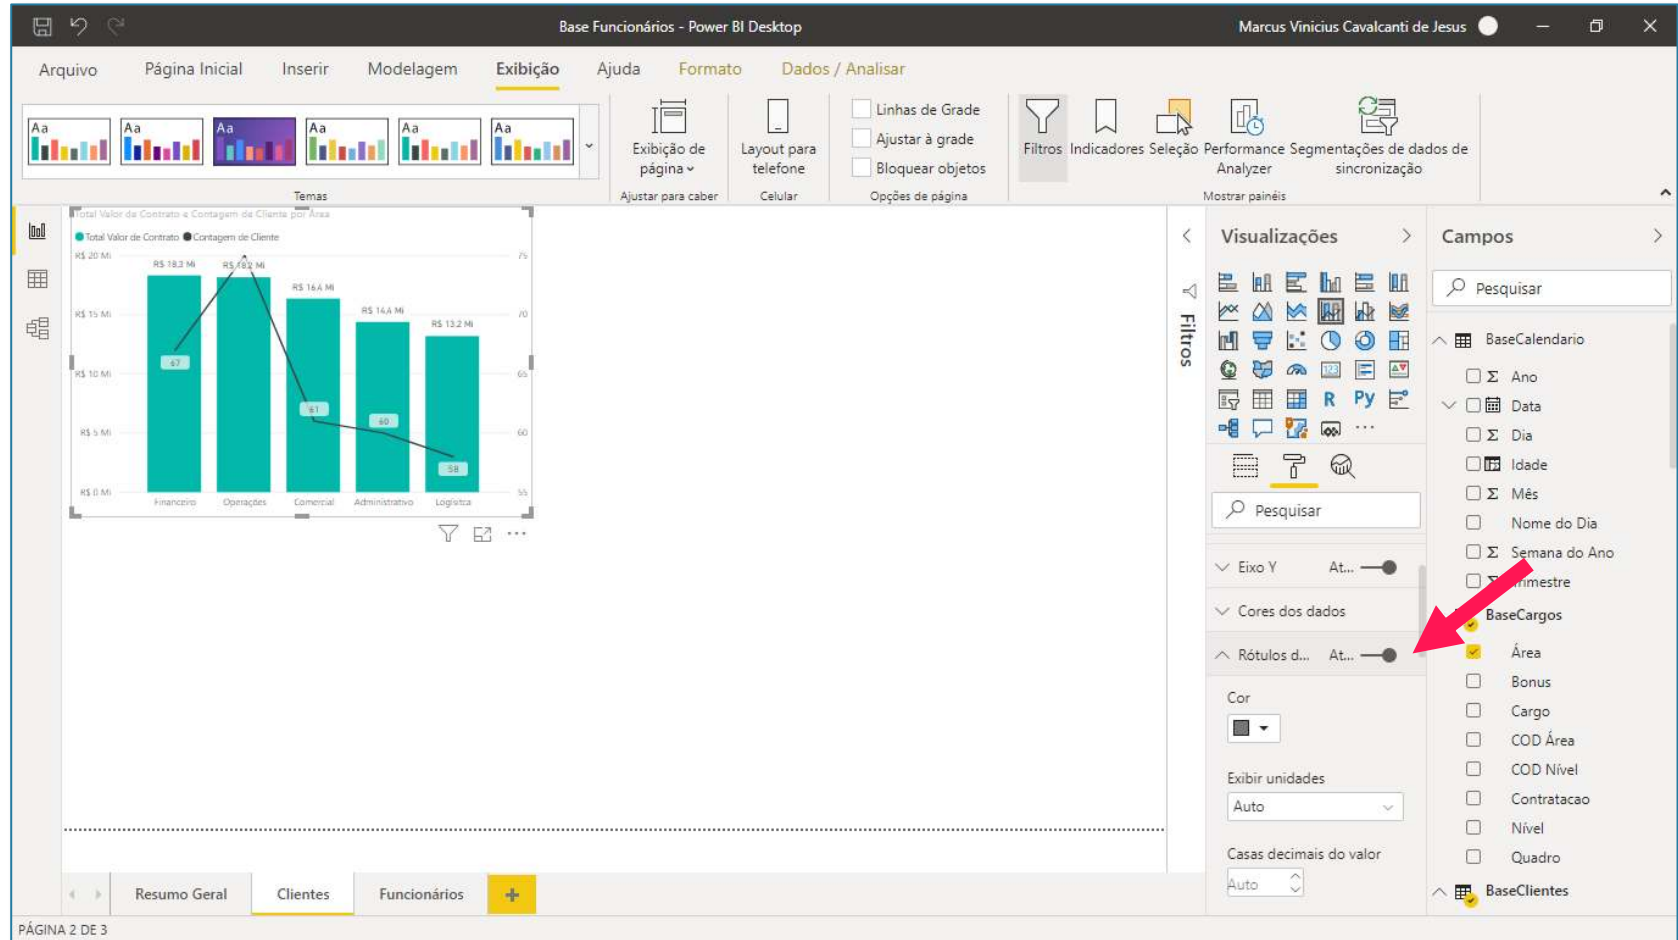 Base Funcionários - Power BI Desktop
Marcus Vinicius Cavalcanti de Jesus
Arquivo
Página Inicial
Inserir
Modelagem
Exibição
Ajuda
Formato
Dados / Analisar
Aa
Aa
Aa
Aa
Aa
Aa
Temas
Exibição de
página
Ajustar para caber
Layout para
telefone
Celular
Linhas de Grade
Ajustar à grade
Bloquear objetos
Opções de página
Filtros
Indicadores
Seleção
Performance
Analyzer
Segmentações de dados de
sincronização
Mostrar painéis
Total Valor de Contrato e Contagem de Cliente por Área
Total Valor de Contrato
Contagem de Cliente
R$ 20 Mi
R$ 15 Mi
R$ 10 Mi
R$ 5 Mi
R$ 0 Mi
R$ 18,3 Mi
R$ 18,2 Mi
R$ 16,4 Mi
R$ 14,4 Mi
R$ 13,2 Mi
67
61
60
58
75
70
65
60
55
Financeiro
Operações
Comercial
Administrativo
Logísitca
Filtros
Visualizações
123
R
Py
Pesquisar
Eixo Y
At...
Cores dos dados
Rótulos d...
At...
Cor
Exibir unidades
Auto
Casas decimais do valor
Auto
Campos
Pesquisar
BaseCalendario
Σ Ano
Data
Σ Dia
Idade
Σ Mês
Nome do Dia
Σ Semana do Ano
BaseCargos
Área
Bonus
Cargo
COD Área
COD Nível
Contratacao
Nível
Quadro
BaseClientes
Resumo Geral
Clientes
Funcionários
+
PÁGINA 2 DE 3